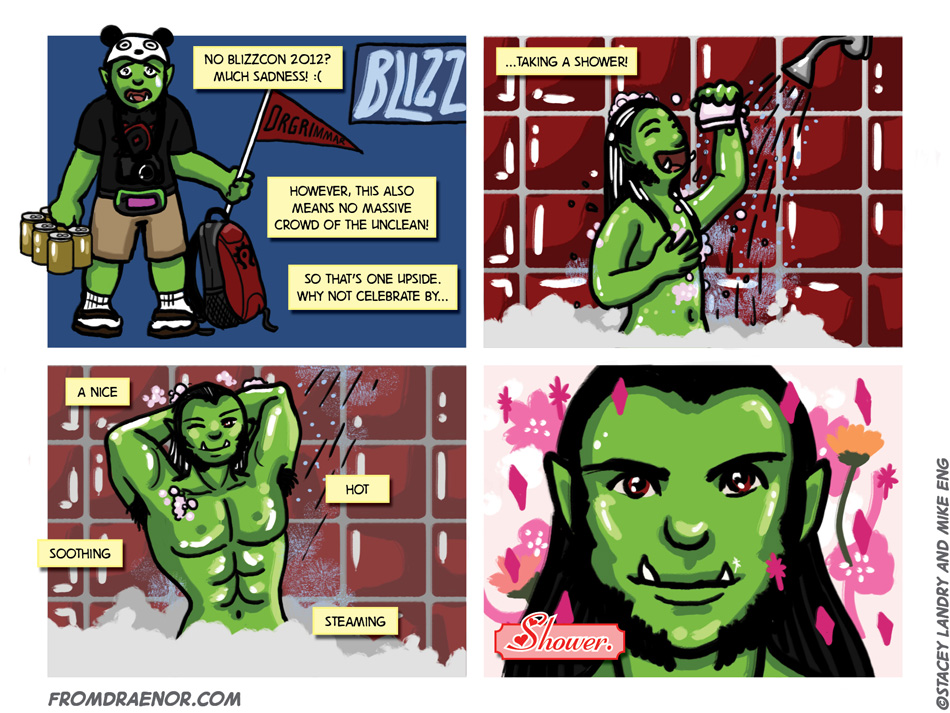 NO BLIZZCON 2012?
MUCH SADNESS! :(
BLIZZ
ORGRIMMAR
HOWEVER, THIS ALSO
MEANS NO MASSIVE
CROWD OF THE UNCLEAN!
SO THAT'S ONE UPSIDE.
WHY NOT CELEBRATE BY...
...TAKING A SHOWER!
A NICE
HOT
SOOTHING
STEAMING
Shower.
FROMDRAENOR.COM
©STACEY LANDRY AND MIKE ENG